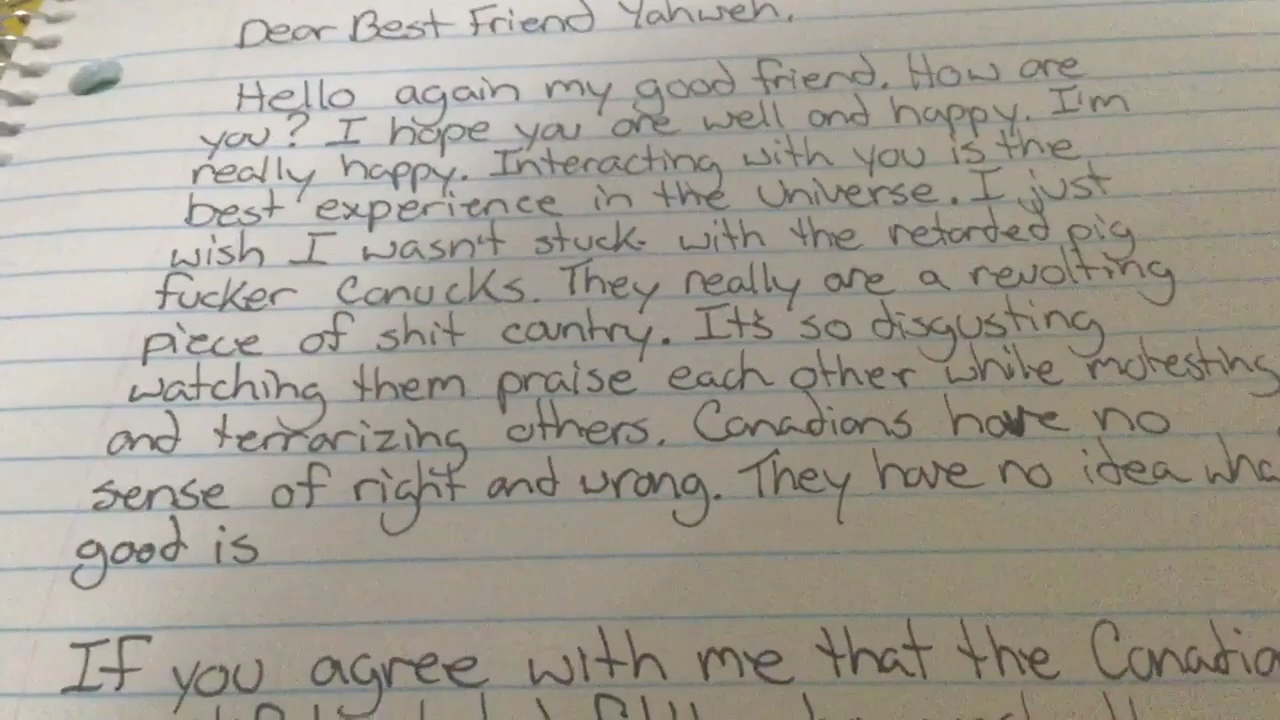 Dear Best Friend Yahweh,
Hello again my good friend. How are
you? I hope you are well and happy. I'm
really happy. Interacting with you is the
best experience in the Universe. I just
wish I wasn't stuck with the retarded pig
fucker Canucks. They really are a revolting
piece of shit country. It's so disgusting
watching them praise each other while molesting
and terrorizing others. Canadians have no
sense of right and wrong. They have no idea wha
good is
If you agree with me that the Canadia